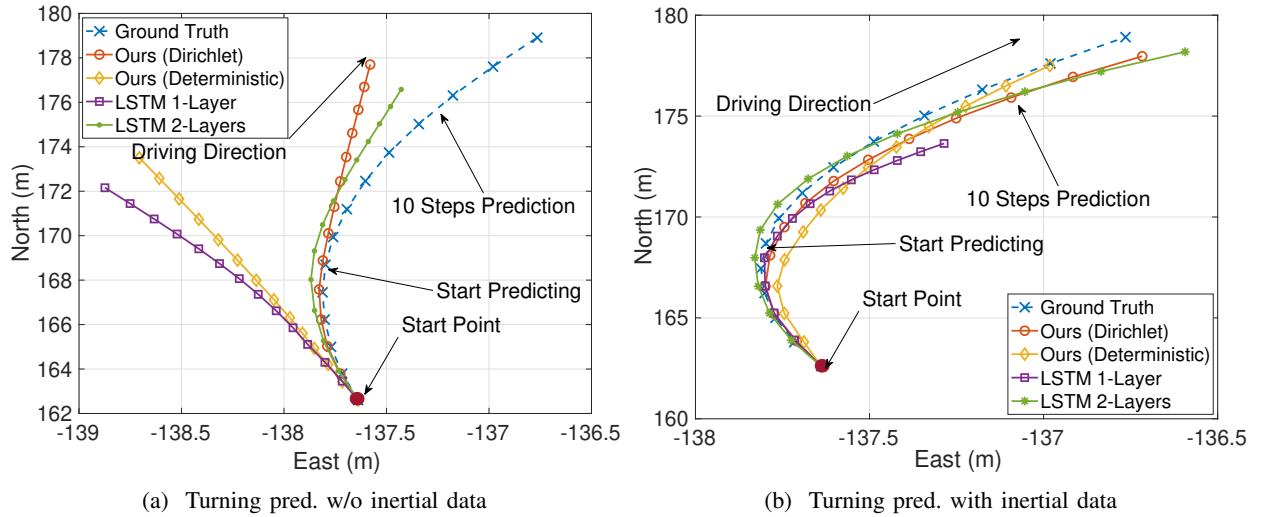 180
178
176
174
172
170
168
166
164
162
North (m)
-139
-138.5
-138
-137.5
-137
-136.5
East (m)
Ground Truth
Ours (Dirichlet)
Ours (Deterministic)
LSTM 1-Layer
LSTM 2-Layers
Driving Direction
10 Steps Prediction
Start Predicting
Start Point
(a) Turning pred. w/o inertial data
180
175
170
165
160
North (m)
-138
-137.5
-137
-136.5
East (m)
Driving Direction
10 Steps Prediction
Start Predicting
Start Point
Ground Truth
Ours (Dirichlet)
Ours (Deterministic)
LSTM 1-Layer
LSTM 2-Layers
(b) Turning pred. with inertial data